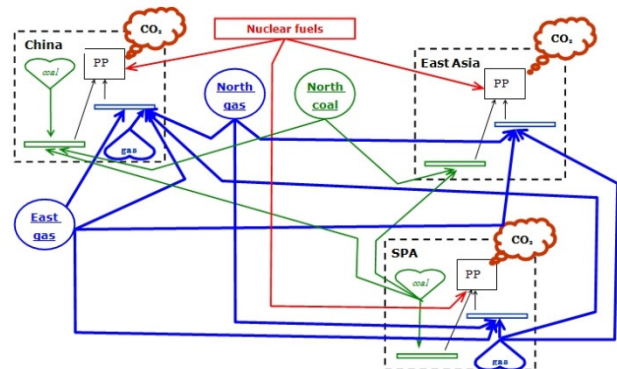 CO₂
Nuclear fuels
China
CO₂
coal
PP
East Asia
PP
North
gas
North
coal
gas
East
gas
CO₂
SPA
coal
PP
gas